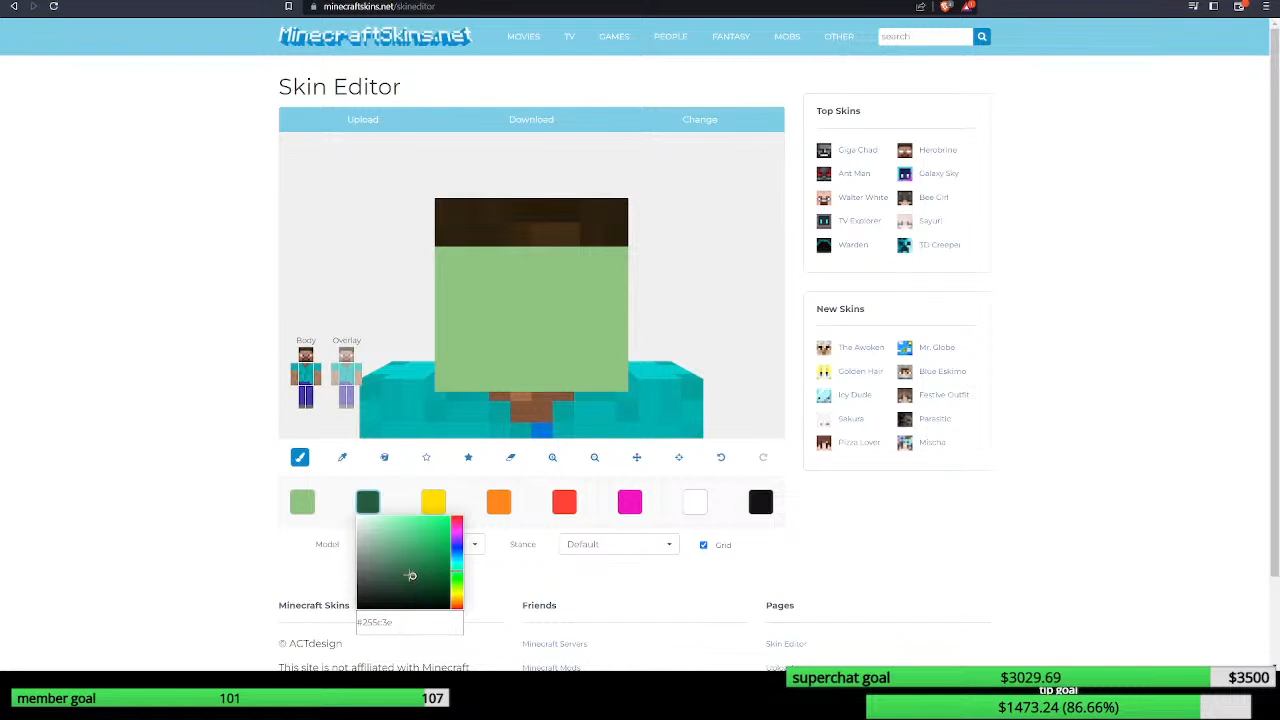 minecraftskins.net/skineditor
MinecraftSkins.net
MOVIES TV GAMES PEOPLE FANTASY MOBS OTHER
search
Skin Editor
Upload Download Change
Body Overlay
Top Skins
Giga Chad Herobrine
Ant Man Galaxy Sky
Walter White Bee Girl
TV Explorer Sayuri
Warden 3D Creeper
New Skins
The Awoken Mr. Globe
Golden Hair Blue Eskimo
Icy Dude Festive Outfit
Sakura Parasitic
Pizza Lover Mischa
Model Stance Default Grid
#255c3e
Minecraft Skins Friends Pages
© ACTdesign Minecraft Servers Skin Editor
This site is not affiliated with Minecraft Minecraft Mods
member goal 101 107
superchat goal $3029.69 $3500
tip goal
$1473.24 (86.66%)